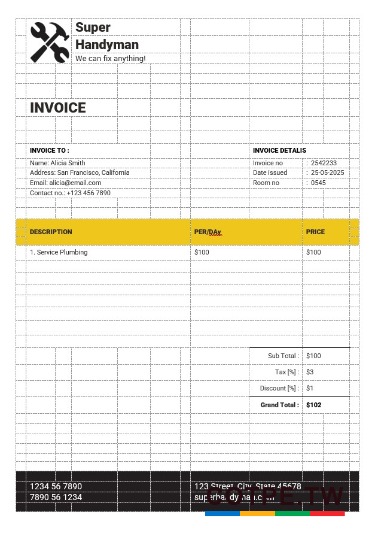 Super
Handyman
We can fix anything!
INVOICE
INVOICE TO :
INVOICE DETALIS
Name: Alicia Smith
Invoice no : 2542233
Address: San Francisco, California
Date issued : 25-05-2025
Email: alicia@email.com
Room no : 0545
Contact no.: +123 456 7890
DESCRIPTION PER/DAy PRICE
1. Service Plumbing $100 $100
Sub Total : $100
Tax [%] : $3
Discount [%] : $1
Grand Total : $102
1234 56 7890
123 Street, City, State 45678
7890 56 1234